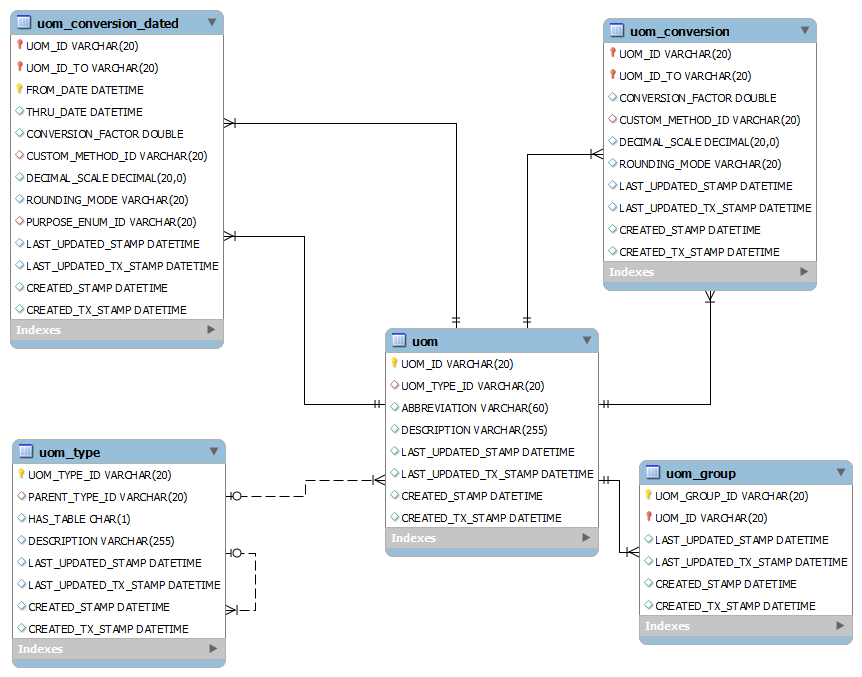 uom_conversion_dated
UOM_ID VARCHAR(20)
UOM_ID_TO VARCHAR(20)
FROM_DATE DATETIME
THRU_DATE DATETIME
CONVERSION_FACTOR DOUBLE
CUSTOM_METHOD_ID VARCHAR(20)
DECIMAL_SCALE DECIMAL(20,0)
ROUNDING_MODE VARCHAR(20)
PURPOSE_ENUM_ID VARCHAR(20)
LAST_UPDATED_STAMP DATETIME
LAST_UPDATED_TX_STAMP DATETIME
CREATED_STAMP DATETIME
CREATED_TX_STAMP DATETIME
Indexes
uom_conversion
UOM_ID VARCHAR(20)
UOM_ID_TO VARCHAR(20)
CONVERSION_FACTOR DOUBLE
CUSTOM_METHOD_ID VARCHAR(20)
DECIMAL_SCALE DECIMAL(20,0)
ROUNDING_MODE VARCHAR(20)
LAST_UPDATED_STAMP DATETIME
LAST_UPDATED_TX_STAMP DATETIME
CREATED_STAMP DATETIME
CREATED_TX_STAMP DATETIME
Indexes
uom
UOM_ID VARCHAR(20)
UOM_TYPE_ID VARCHAR(20)
ABBREVIATION VARCHAR(60)
DESCRIPTION VARCHAR(255)
LAST_UPDATED_STAMP DATETIME
LAST_UPDATED_TX_STAMP DATETIME
CREATED_STAMP DATETIME
CREATED_TX_STAMP DATETIME
Indexes
uom_type
UOM_TYPE_ID VARCHAR(20)
PARENT_TYPE_ID VARCHAR(20)
HAS_TABLE CHAR(1)
DESCRIPTION VARCHAR(255)
LAST_UPDATED_STAMP DATETIME
LAST_UPDATED_TX_STAMP DATETIME
CREATED_STAMP DATETIME
CREATED_TX_STAMP DATETIME
Indexes
uom_group
UOM_GROUP_ID VARCHAR(20)
UOM_ID VARCHAR(20)
LAST_UPDATED_STAMP DATETIME
LAST_UPDATED_TX_STAMP DATETIME
CREATED_STAMP DATETIME
CREATED_TX_STAMP DATETIME
Indexes